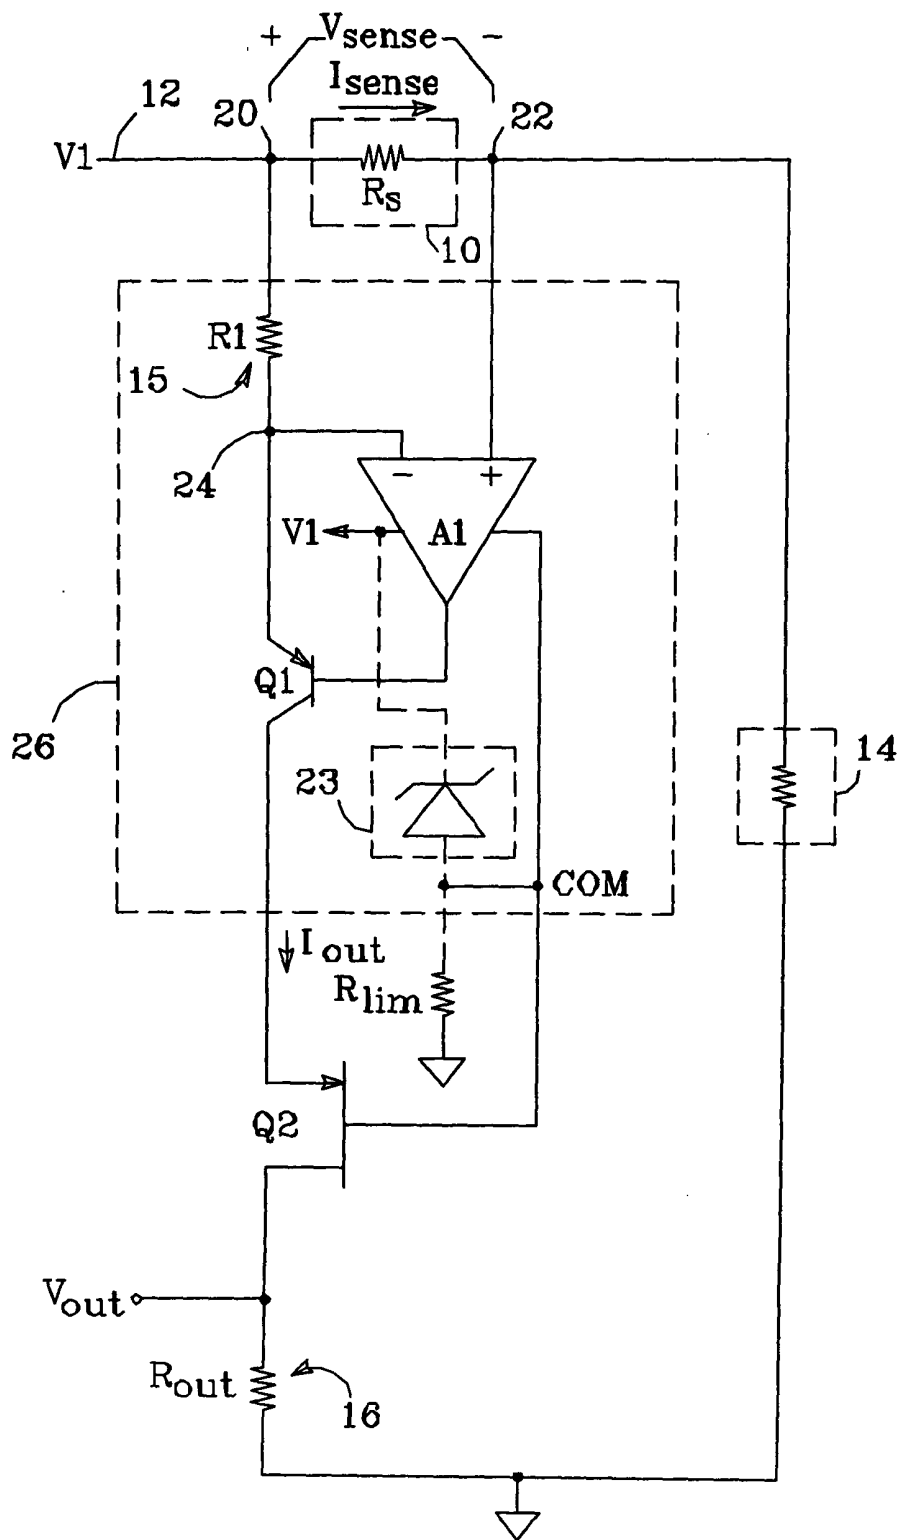 + Vsense −
Isense
12
20
22
V1
Rs
10
R1
15
24
− +
V1
A1
Q1
26
23
14
COM
Iout
Rlim
Q2
Vout
Rout
16